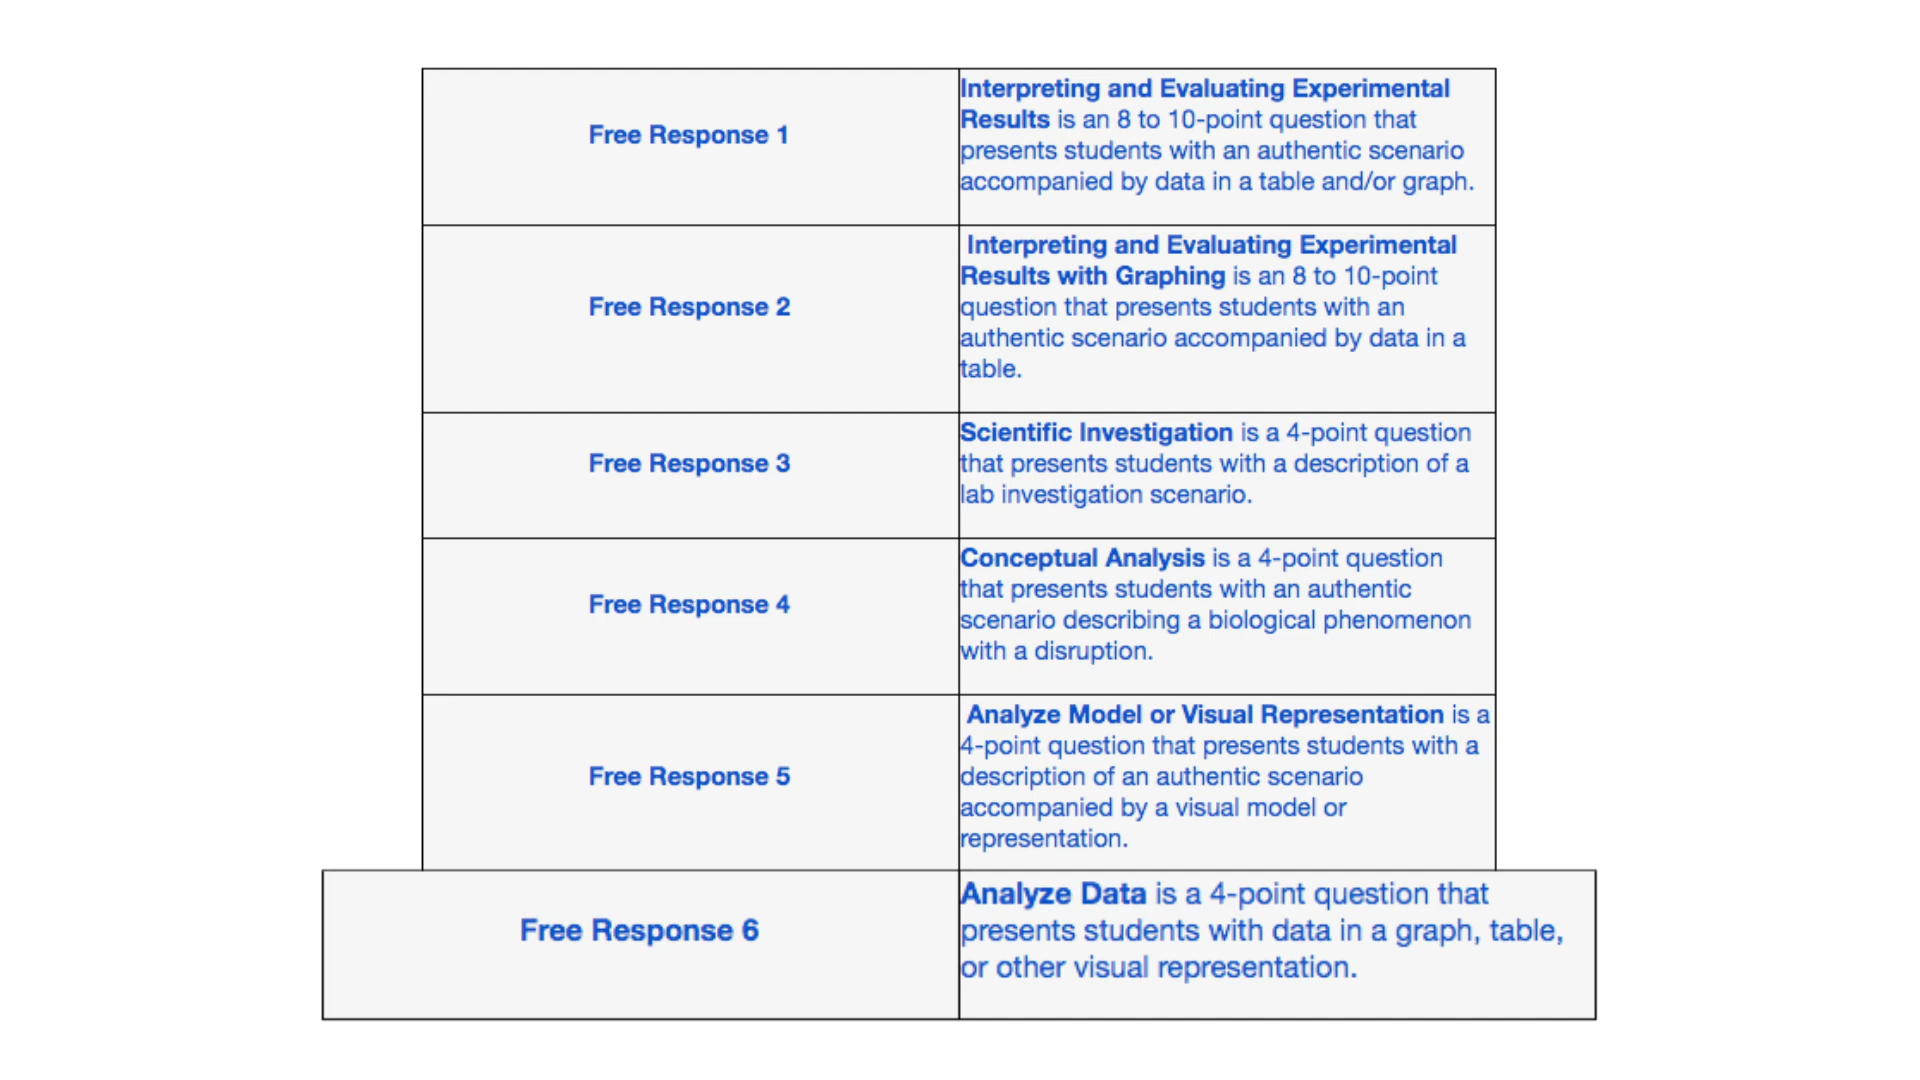 Free Response 1
Interpreting and Evaluating Experimental
Results is an 8 to 10-point question that
presents students with an authentic scenario
accompanied by data in a table and/or graph.
Free Response 2
Interpreting and Evaluating Experimental
Results with Graphing is an 8 to 10-point
question that presents students with an
authentic scenario accompanied by data in a
table.
Free Response 3
Scientific Investigation is a 4-point question
that presents students with a description of a
lab investigation scenario.
Free Response 4
Conceptual Analysis is a 4-point question
that presents students with an authentic
scenario describing a biological phenomenon
with a disruption.
Free Response 5
Analyze Model or Visual Representation is a
4-point question that presents students with a
description of an authentic scenario
accompanied by a visual model or
representation.
Free Response 6
Analyze Data is a 4-point question that
presents students with data in a graph, table,
or other visual representation.